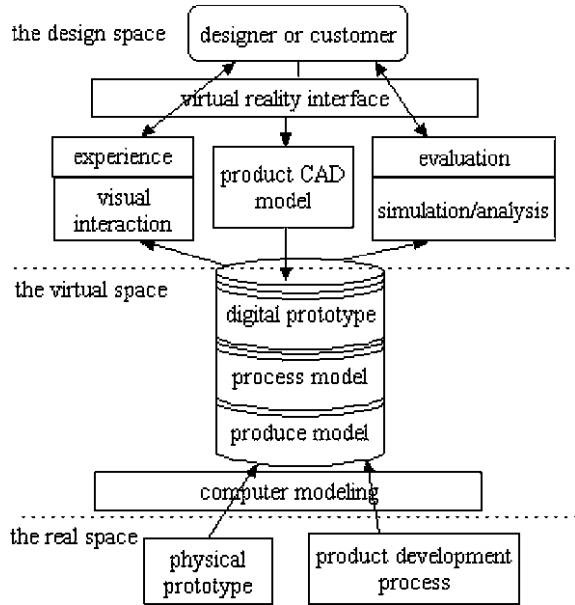 the design space
designer or customer
virtual reality interface
experience
visual
interaction
product CAD
model
evaluation
simulation/analysis
the virtual space
digital prototype
process model
produce model
computer modeling
the real space
physical
prototype
product development
process